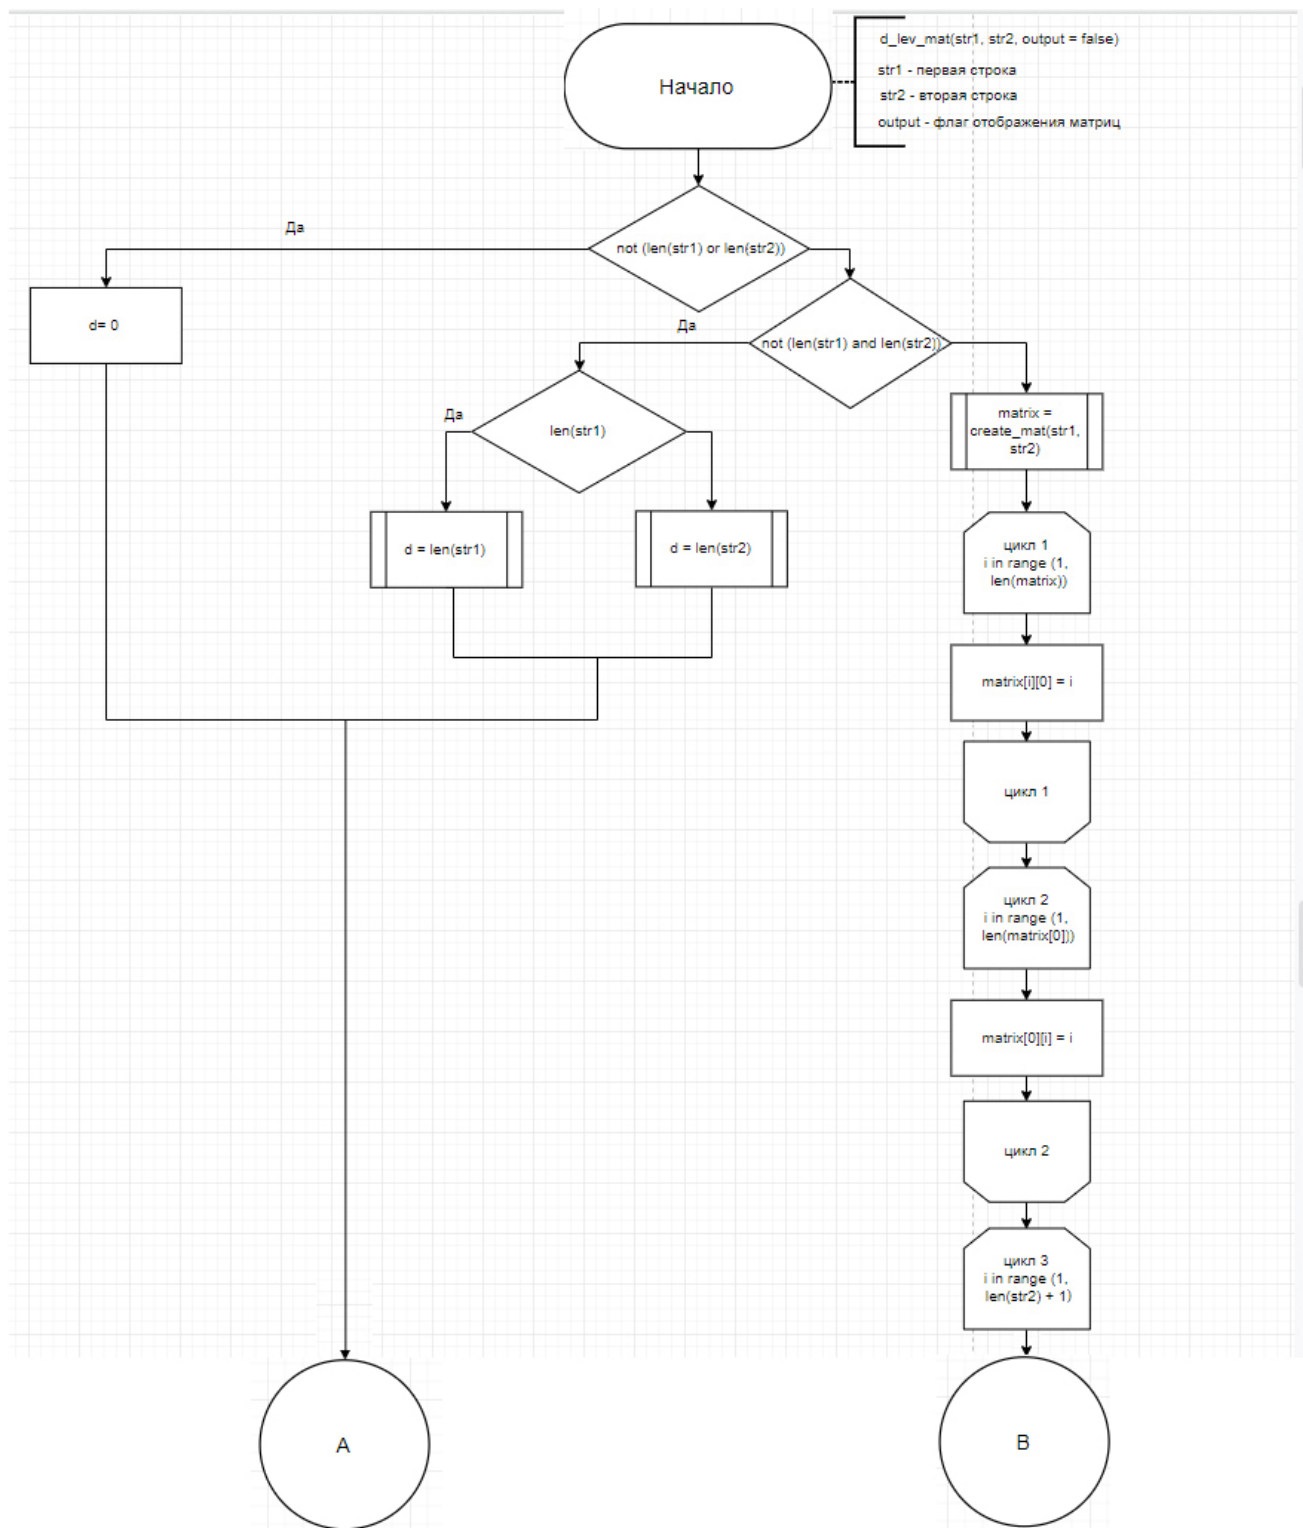 Начало
d_lev_mat(str1, str2, output = false)
str1 - первая строка
str2 - вторая строка
output - флаг отображения матриц
Да
not (len(str1) or len(str2))
d= 0
Да
not (len(str1) and len(str2))
Да
len(str1)
matrix =
create_mat(str1,
str2)
d = len(str1)
d = len(str2)
цикл 1
i in range (1,
len(matrix))
matrix[i][0] = i
цикл 1
цикл 2
i in range (1,
len(matrix[0]))
matrix[0][i] = i
цикл 2
цикл 3
i in range (1,
len(str2) + 1)
A
B